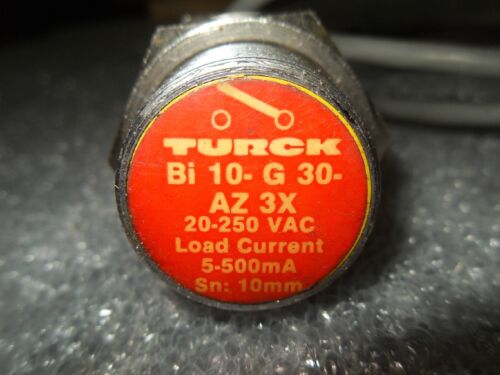 TURCK
Bi 10- G 30-
AZ 3X
20-250 VAC
Load Current
5-500mA
Sn: 10mm